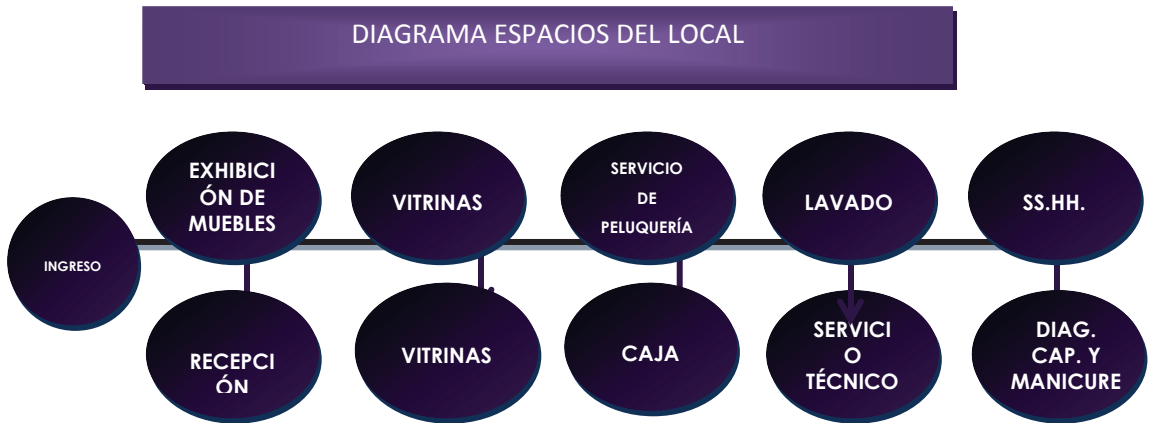 DIAGRAMA ESPACIOS DEL LOCAL
INGRESO
EXHIBICI
ÓN DE
MUEBLES
VITRINAS
SERVICIO
DE
PELUQUERÍA
LAVADO
SS.HH.
RECEPCI
ÓN
VITRINAS
CAJA
SERVICI
O
TÉCNICO
DIAG.
CAP. Y
MANICURE